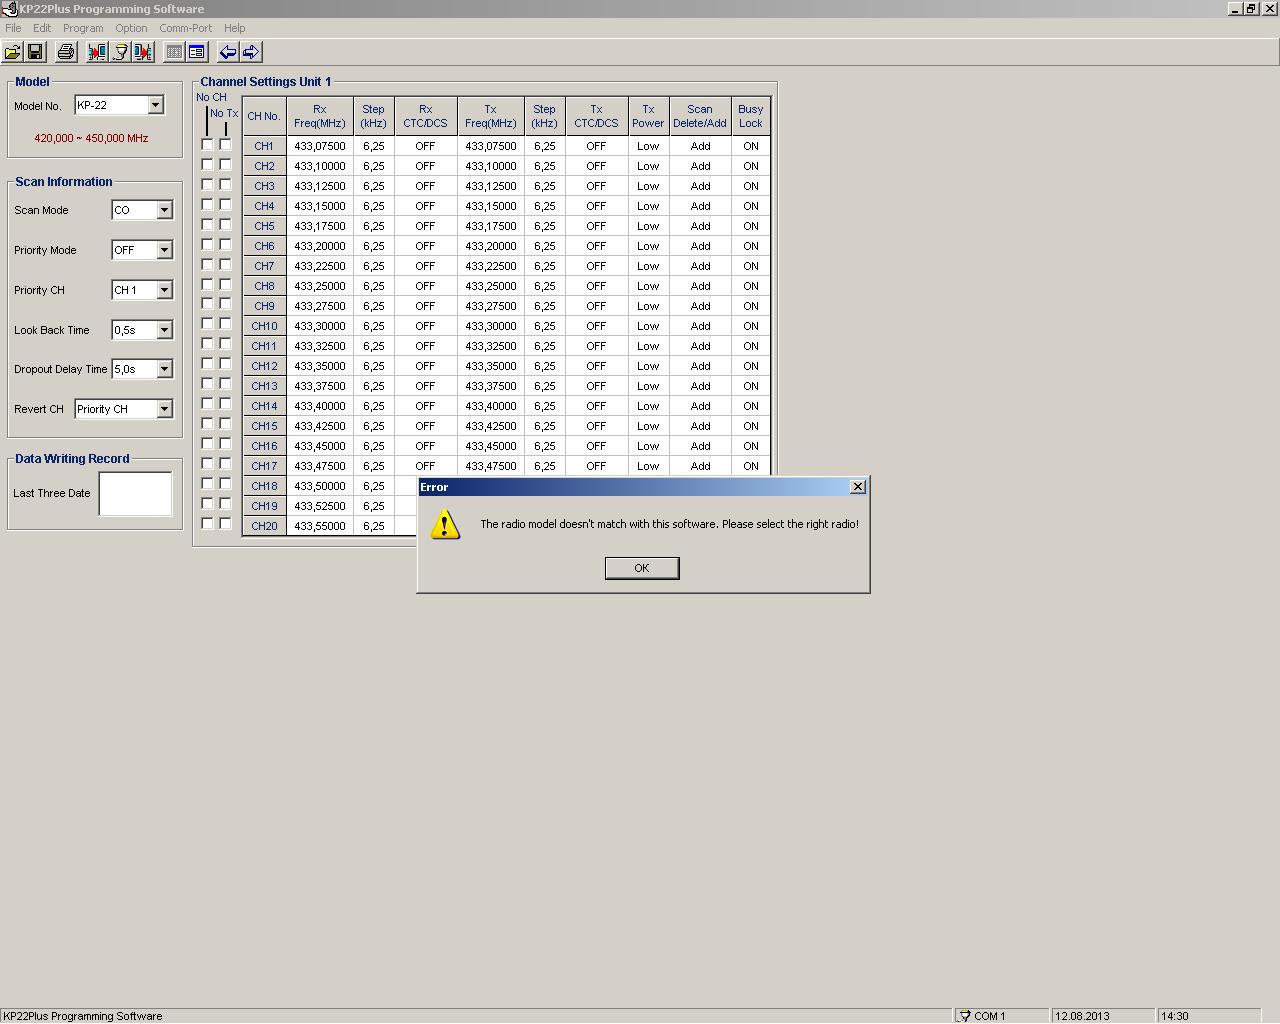 KP22Plus Programming Software
File Edit Program Option Comm-Port Help
Model
Model No. KP-22
420,000 ~ 450,000 MHz
Scan Information
Scan Mode CO
Priority Mode OFF
Priority CH CH 1
Look Back Time 0,5s
Dropout Delay Time 5,0s
Revert CH Priority CH
Data Writing Record
Last Three Date
Channel Settings Unit 1
No CH
No Tx
CH No. Rx Freq(MHz) Step (kHz) Rx CTC/DCS Tx Freq(MHz) Step (kHz) Tx CTC/DCS Tx Power Scan Delete/Add Busy Lock
CH1 433,07500 6,25 OFF 433,07500 6,25 OFF Low Add ON
CH2 433,10000 6,25 OFF 433,10000 6,25 OFF Low Add ON
CH3 433,12500 6,25 OFF 433,12500 6,25 OFF Low Add ON
CH4 433,15000 6,25 OFF 433,15000 6,25 OFF Low Add ON
CH5 433,17500 6,25 OFF 433,17500 6,25 OFF Low Add ON
CH6 433,20000 6,25 OFF 433,20000 6,25 OFF Low Add ON
CH7 433,22500 6,25 OFF 433,22500 6,25 OFF Low Add ON
CH8 433,25000 6,25 OFF 433,25000 6,25 OFF Low Add ON
CH9 433,27500 6,25 OFF 433,27500 6,25 OFF Low Add ON
CH10 433,30000 6,25 OFF 433,30000 6,25 OFF Low Add ON
CH11 433,32500 6,25 OFF 433,32500 6,25 OFF Low Add ON
CH12 433,35000 6,25 OFF 433,35000 6,25 OFF Low Add ON
CH13 433,37500 6,25 OFF 433,37500 6,25 OFF Low Add ON
CH14 433,40000 6,25 OFF 433,40000 6,25 OFF Low Add ON
CH15 433,42500 6,25 OFF 433,42500 6,25 OFF Low Add ON
CH16 433,45000 6,25 OFF 433,45000 6,25 OFF Low Add ON
CH17 433,47500 6,25 OFF 433,47500 6,25 OFF Low Add ON
CH18 433,50000 6,25
CH19 433,52500 6,25
CH20 433,55000 6,25
Error
The radio model doesn't match with this software. Please select the right radio!
OK
KP22Plus Programming Software COM 1 12.08.2013 14:30